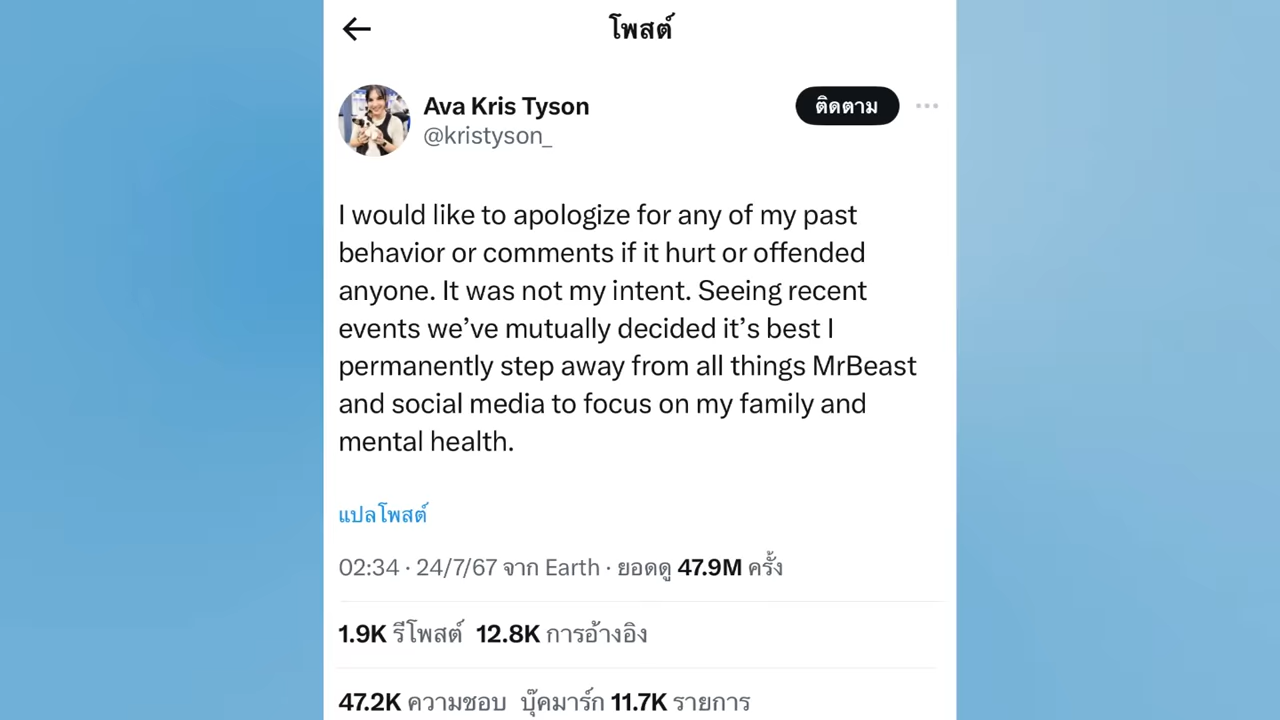 โพสต์
Ava Kris Tyson
@kristyson_
ติดตาม
I would like to apologize for any of my past
behavior or comments if it hurt or offended
anyone. It was not my intent. Seeing recent
events we’ve mutually decided it’s best I
permanently step away from all things MrBeast
and social media to focus on my family and
mental health.
แปลโพสต์
02:34 · 24/7/67 จาก Earth · ยอดดู 47.9M ครั้ง
1.9K รีโพสต์ 12.8K การอ้างอิง
47.2K ความชอบ บุ๊คมาร์ก 11.7K รายการ